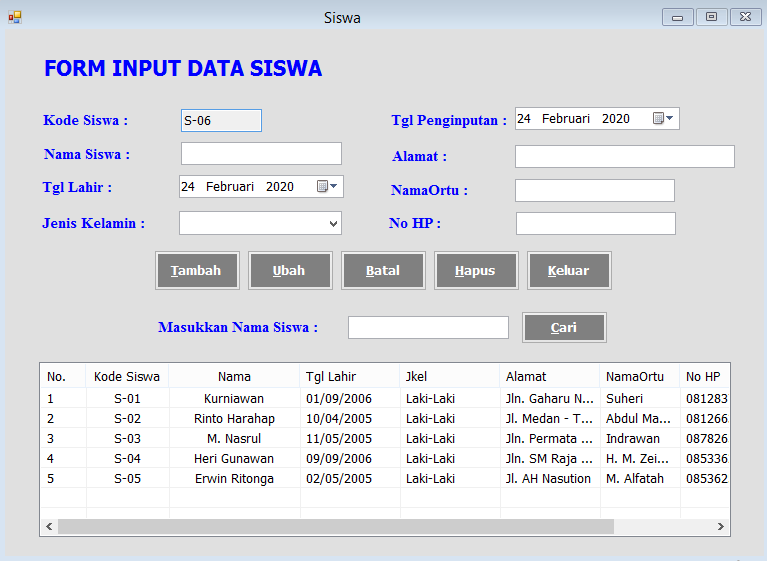 Siswa
FORM INPUT DATA SISWA
Kode Siswa : S-06 Tgl Penginputan : 24 Februari 2020
Nama Siswa : Alamat :
Tgl Lahir : 24 Februari 2020 NamaOrtu :
Jenis Kelamin : No HP :
Tambah Ubah Batal Hapus Keluar
Masukkan Nama Siswa : Cari
No. Kode Siswa Nama Tgl Lahir Jkel Alamat NamaOrtu No HP
1 S-01 Kurniawan 01/09/2006 Laki-Laki Jln. Gaharu N... Suheri 081283
2 S-02 Rinto Harahap 10/04/2005 Laki-Laki Jl. Medan - T... Abdul Ma... 081266
3 S-03 M. Nasrul 11/05/2005 Laki-Laki Jln. Permata ... Indrawan 087826
4 S-04 Heri Gunawan 09/09/2006 Laki-Laki Jln. SM Raja ... H. M. Zei... 085336
5 S-05 Erwin Ritonga 02/05/2005 Laki-Laki Jl. AH Nasution M. Alfatah 085362